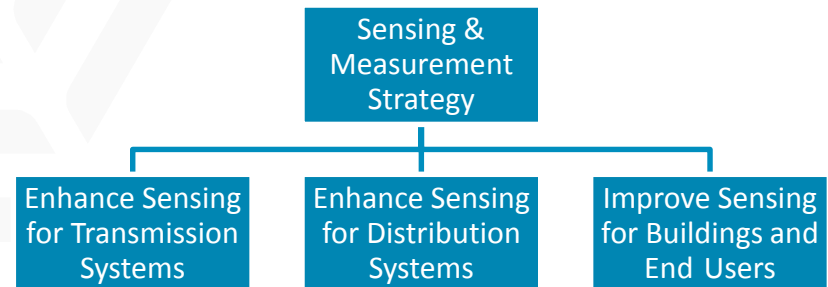 Sensing &
Measurement
Strategy
Enhance Sensing
for Transmission
Systems
Enhance Sensing
for Distribution
Systems
Improve Sensing
for Buildings and
End Users